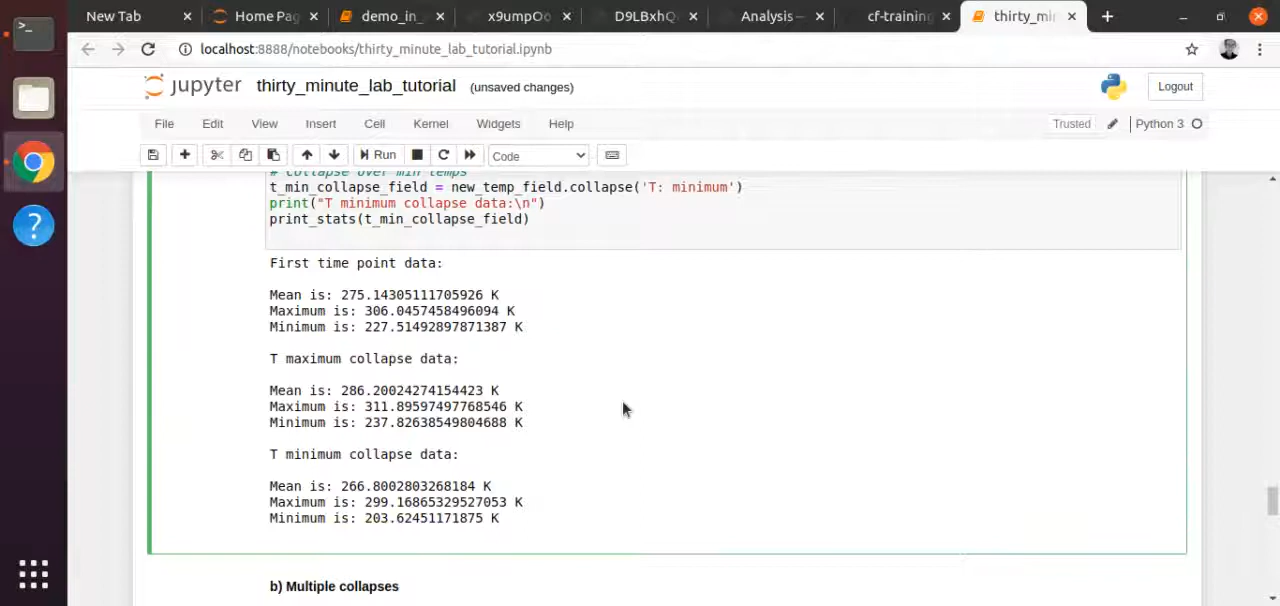 New Tab
Home Pag
demo_in_
x9umpOo
D9LBxhQ
Analysis –
cf-training
thirty_mi
localhost:8888/notebooks/thirty_minute_lab_tutorial.ipynb
jupyter thirty_minute_lab_tutorial (unsaved changes)
Logout
File Edit View Insert Cell Kernel Widgets Help
Trusted Python 3
Run Code
# Collapse over min temps
t_min_collapse_field = new_temp_field.collapse('T: minimum')
print("T minimum collapse data:\n")
print_stats(t_min_collapse_field)
First time point data:
Mean is: 275.14305111705926 K
Maximum is: 306.0457458496094 K
Minimum is: 227.51492897871387 K
T maximum collapse data:
Mean is: 286.20024274154423 K
Maximum is: 311.89597497768546 K
Minimum is: 237.82638549804688 K
T minimum collapse data:
Mean is: 266.8002803268184 K
Maximum is: 299.16865329527053 K
Minimum is: 203.62451171875 K
b) Multiple collapses